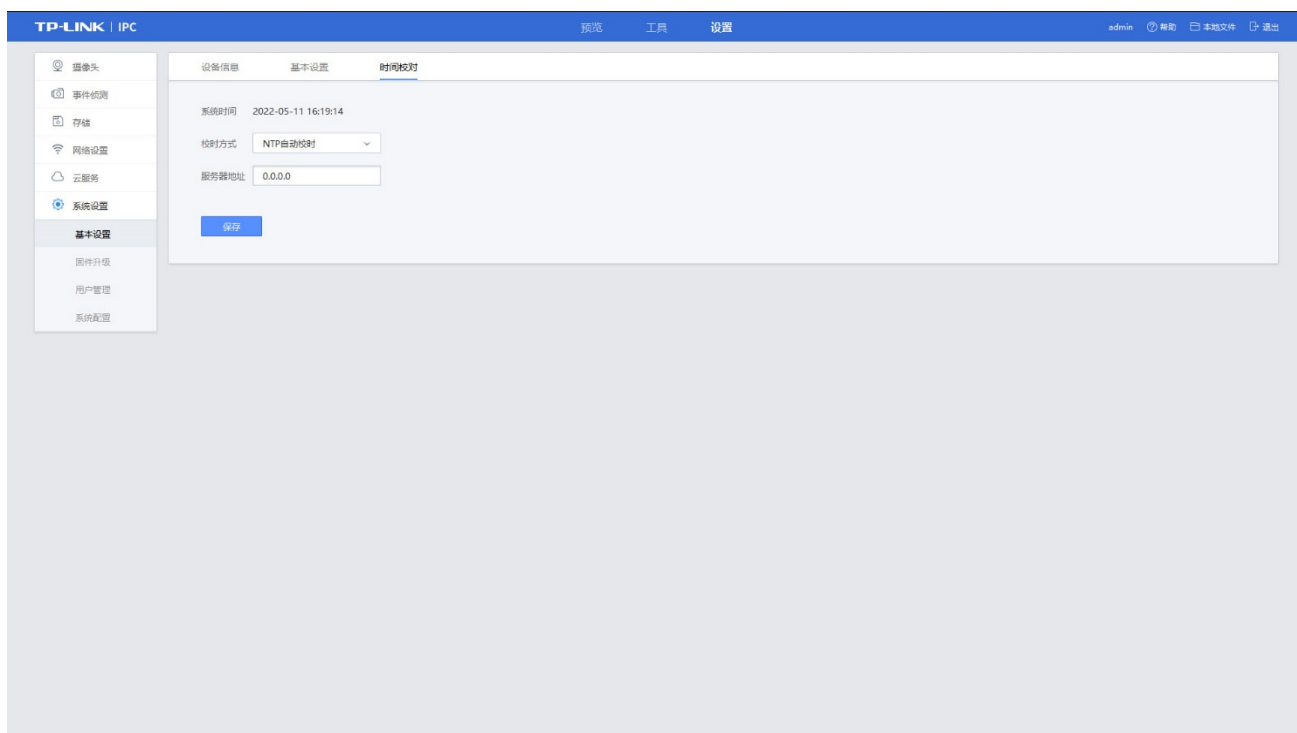 TP-LINK | IPC
预览 工具 设置
admin 帮助 本地文件 退出
摄像头
事件侦测
存储
网络设置
云服务
系统设置
基本设置
固件升级
用户管理
系统配置
设备信息 基本设置 时间校对
系统时间 2022-05-11 16:19:14
校时方式 NTP自动校时
服务器地址 0.0.0.0
保存